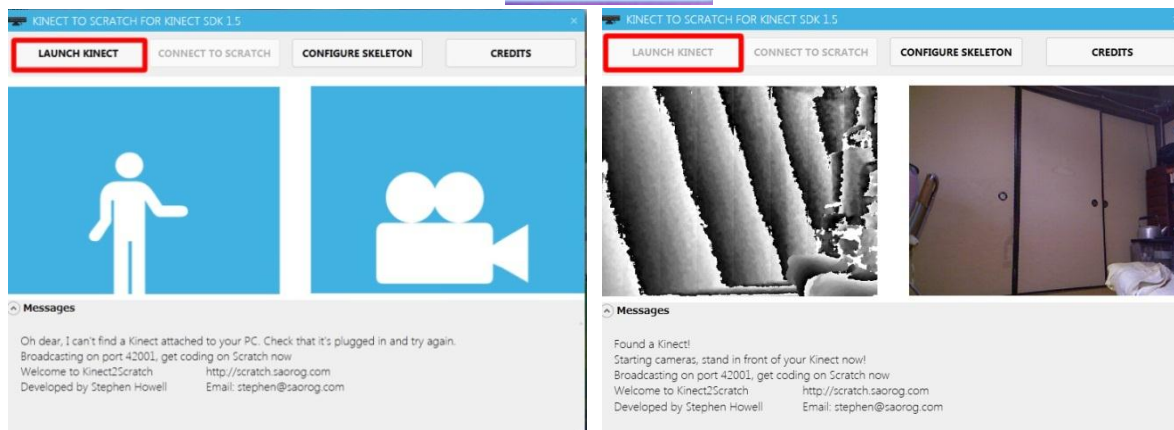 KINECT TO SCRATCH FOR KINECT SDK 1.5
LAUNCH KINECT CONNECT TO SCRATCH CONFIGURE SKELETON CREDITS
Messages
Oh dear, I can't find a Kinect attached to your PC. Check that it's plugged in and try again.
Broadcasting on port 42001, get coding on Scratch now
Welcome to Kinect2Scratch http://scratch.saorog.com
Developed by Stephen Howell Email: stephen@saorog.com
KINECT TO SCRATCH FOR KINECT SDK 1.5
LAUNCH KINECT CONNECT TO SCRATCH CONFIGURE SKELETON CREDITS
Messages
Found a Kinect!
Starting cameras, stand in front of your Kinect now!
Broadcasting on port 42001, get coding on Scratch now
Welcome to Kinect2Scratch http://scratch.saorog.com
Developed by Stephen Howell Email: stephen@saorog.com